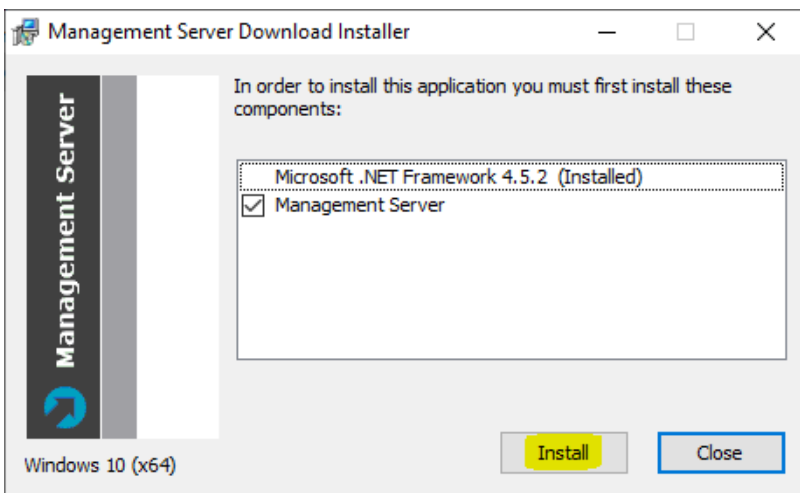 Management Server Download Installer
In order to install this application you must first install these
components:
Microsoft .NET Framework 4.5.2 (Installed)
Management Server
Management Server
Install
Close
Windows 10 (x64)